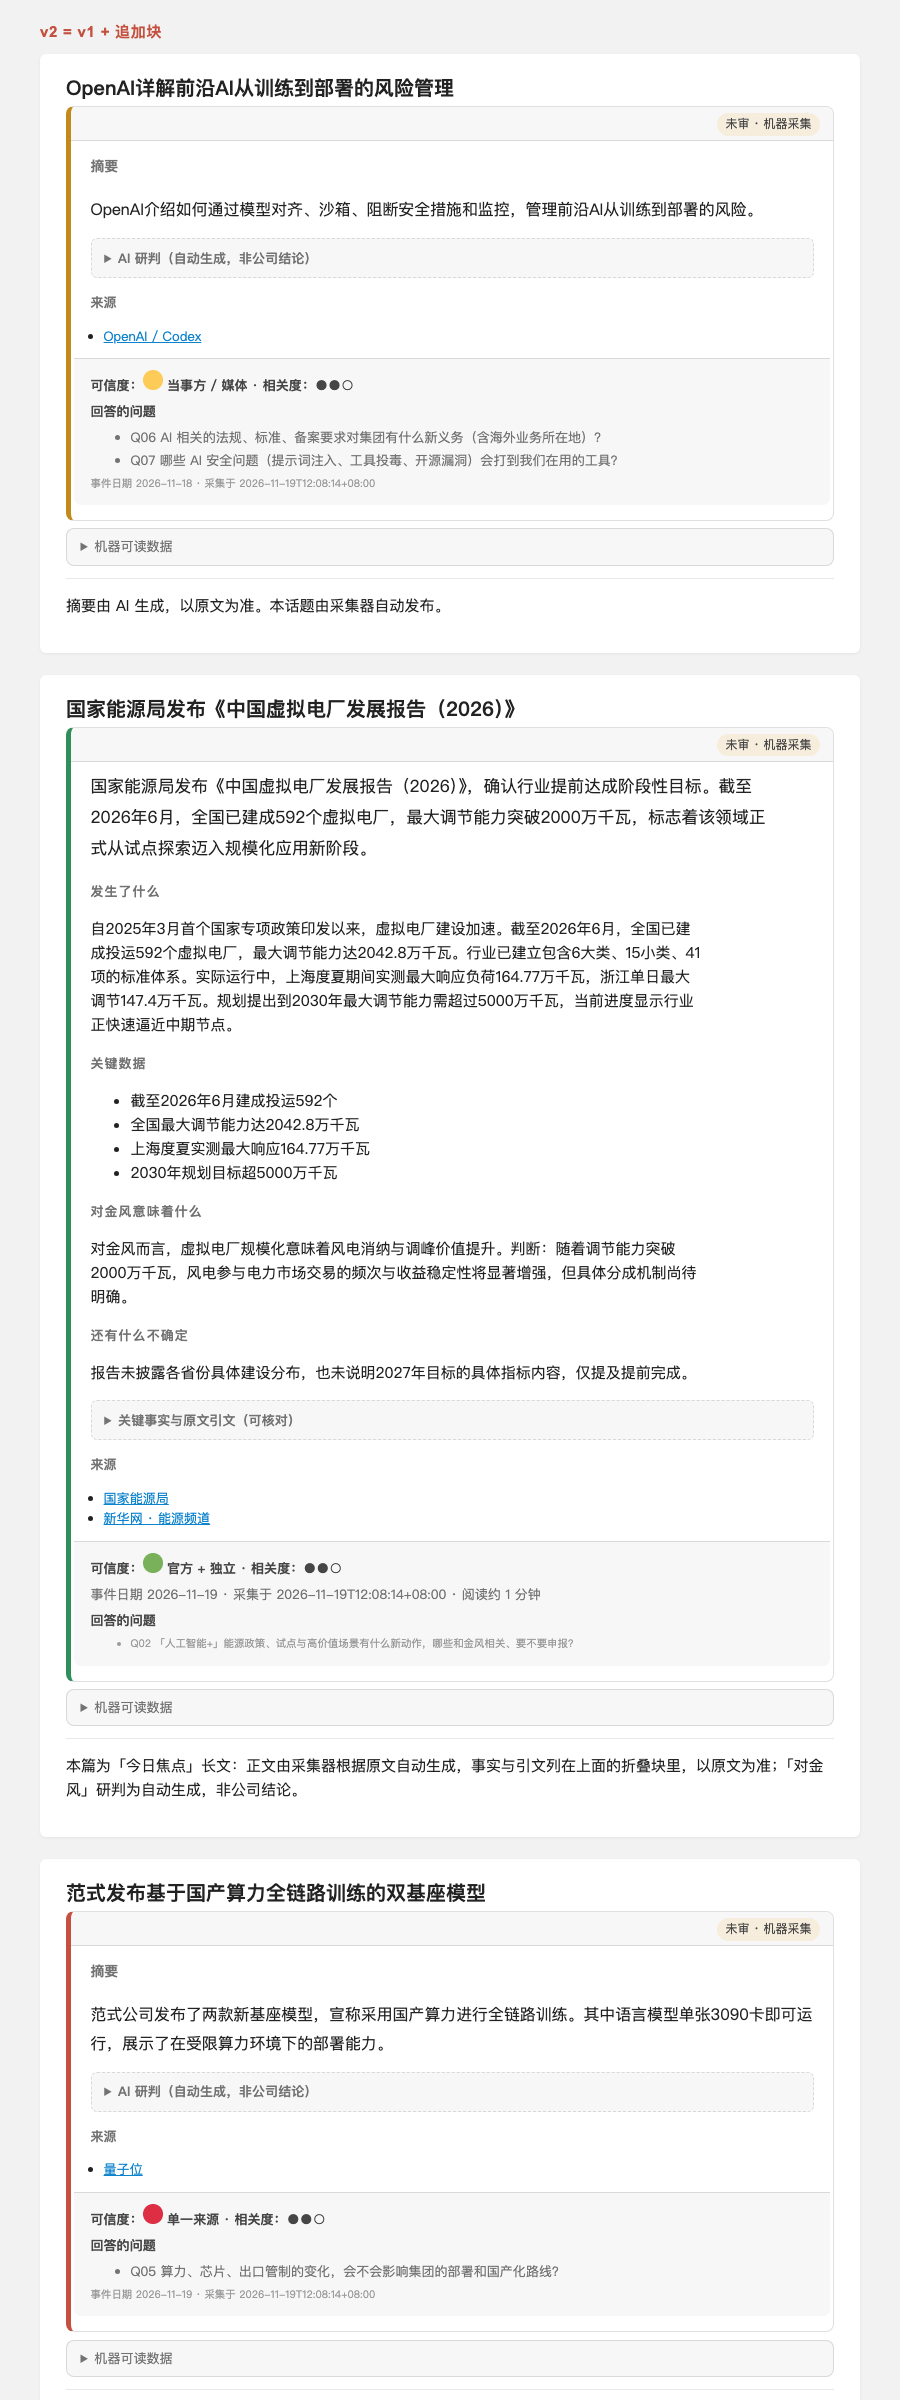 v2 = v1 + 追加块
OpenAI详解前沿AI从训练到部署的风险管理
未审 · 机器采集
摘要
OpenAI介绍如何通过模型对齐、沙箱、阻断安全措施和监控，管理前沿AI从训练到部署的风险。
▶ AI 研判（自动生成，非公司结论）
来源
• OpenAI / Codex
可信度： 当事方 / 媒体 · 相关度：●●○
回答的问题
• Q06 AI 相关的法规、标准、备案要求对集团有什么新义务（含海外业务所在地）？
• Q07 哪些 AI 安全问题（提示词注入、工具投毒、开源漏洞）会打到我们在用的工具？
事件日期 2026-11-18 · 采集于 2026-11-19T12:08:14+08:00
▶ 机器可读数据
摘要由 AI 生成，以原文为准。本话题由采集器自动发布。
国家能源局发布《中国虚拟电厂发展报告（2026）》
未审 · 机器采集
国家能源局发布《中国虚拟电厂发展报告（2026）》，确认行业提前达成阶段性目标。截至
2026年6月，全国已建成592个虚拟电厂，最大调节能力突破2000万千瓦，标志着该领域正
式从试点探索迈入规模化应用新阶段。
发生了什么
自2025年3月首个国家专项政策印发以来，虚拟电厂建设加速。截至2026年6月，全国已建
成投运592个虚拟电厂，最大调节能力达2042.8万千瓦。行业已建立包含6大类、15小类、41
项的标准体系。实际运行中，上海度夏期间实测最大响应负荷164.77万千瓦，浙江单日最大
调节147.4万千瓦。规划提出到2030年最大调节能力需超过5000万千瓦，当前进度显示行业
正快速逼近中期节点。
关键数据
• 截至2026年6月建成投运592个
• 全国最大调节能力达2042.8万千瓦
• 上海度夏实测最大响应164.77万千瓦
• 2030年规划目标超5000万千瓦
对金风意味着什么
对金风而言，虚拟电厂规模化意味着风电消纳与调峰价值提升。判断：随着调节能力突破
2000万千瓦，风电参与电力市场交易的频次与收益稳定性将显著增强，但具体分成机制尚待
明确。
还有什么不确定
报告未披露各省份具体建设分布，也未说明2027年目标的具体指标内容，仅提及提前完成。
▶ 关键事实与原文引文（可核对）
来源
• 国家能源局
• 新华网 · 能源频道
可信度： 官方 + 独立 · 相关度：●●○
事件日期 2026-11-19 · 采集于 2026-11-19T12:08:14+08:00 · 阅读约 1 分钟
回答的问题
• Q02 「人工智能+」能源政策、试点与高价值场景有什么新动作，哪些和金风相关、要不要申报？
▶ 机器可读数据
本篇为「今日焦点」长文：正文由采集器根据原文自动生成，事实与引文列在上面的折叠块里，以原文为准；「对金
风」研判为自动生成，非公司结论。
范式发布基于国产算力全链路训练的双基座模型
未审 · 机器采集
摘要
范式公司发布了两款新基座模型，宣称采用国产算力进行全链路训练。其中语言模型单张3090卡即可运
行，展示了在受限算力环境下的部署能力。
▶ AI 研判（自动生成，非公司结论）
来源
• 量子位
可信度： 单一来源 · 相关度：●●○
回答的问题
• Q05 算力、芯片、出口管制的变化，会不会影响集团的部署和国产化路线？
事件日期 2026-11-19 · 采集于 2026-11-19T12:08:14+08:00
▶ 机器可读数据